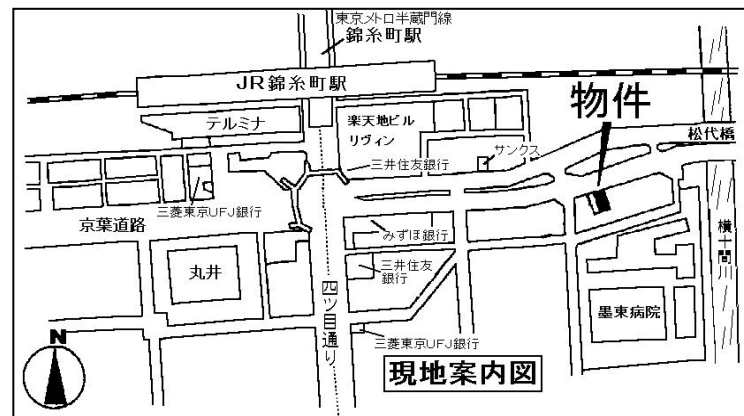 東京メトロ半蔵門線
錦糸町駅
JR錦糸町駅
物件
テルミナ
楽天地ビル
リヴィン
サンクス
松代橋
三井住友銀行
三菱東京UFJ銀行
京葉道路
みずほ銀行
丸井
三井住友
銀行
四ツ目通り
横十間川
墨東病院
三菱東京UFJ銀行
N
現地案内図